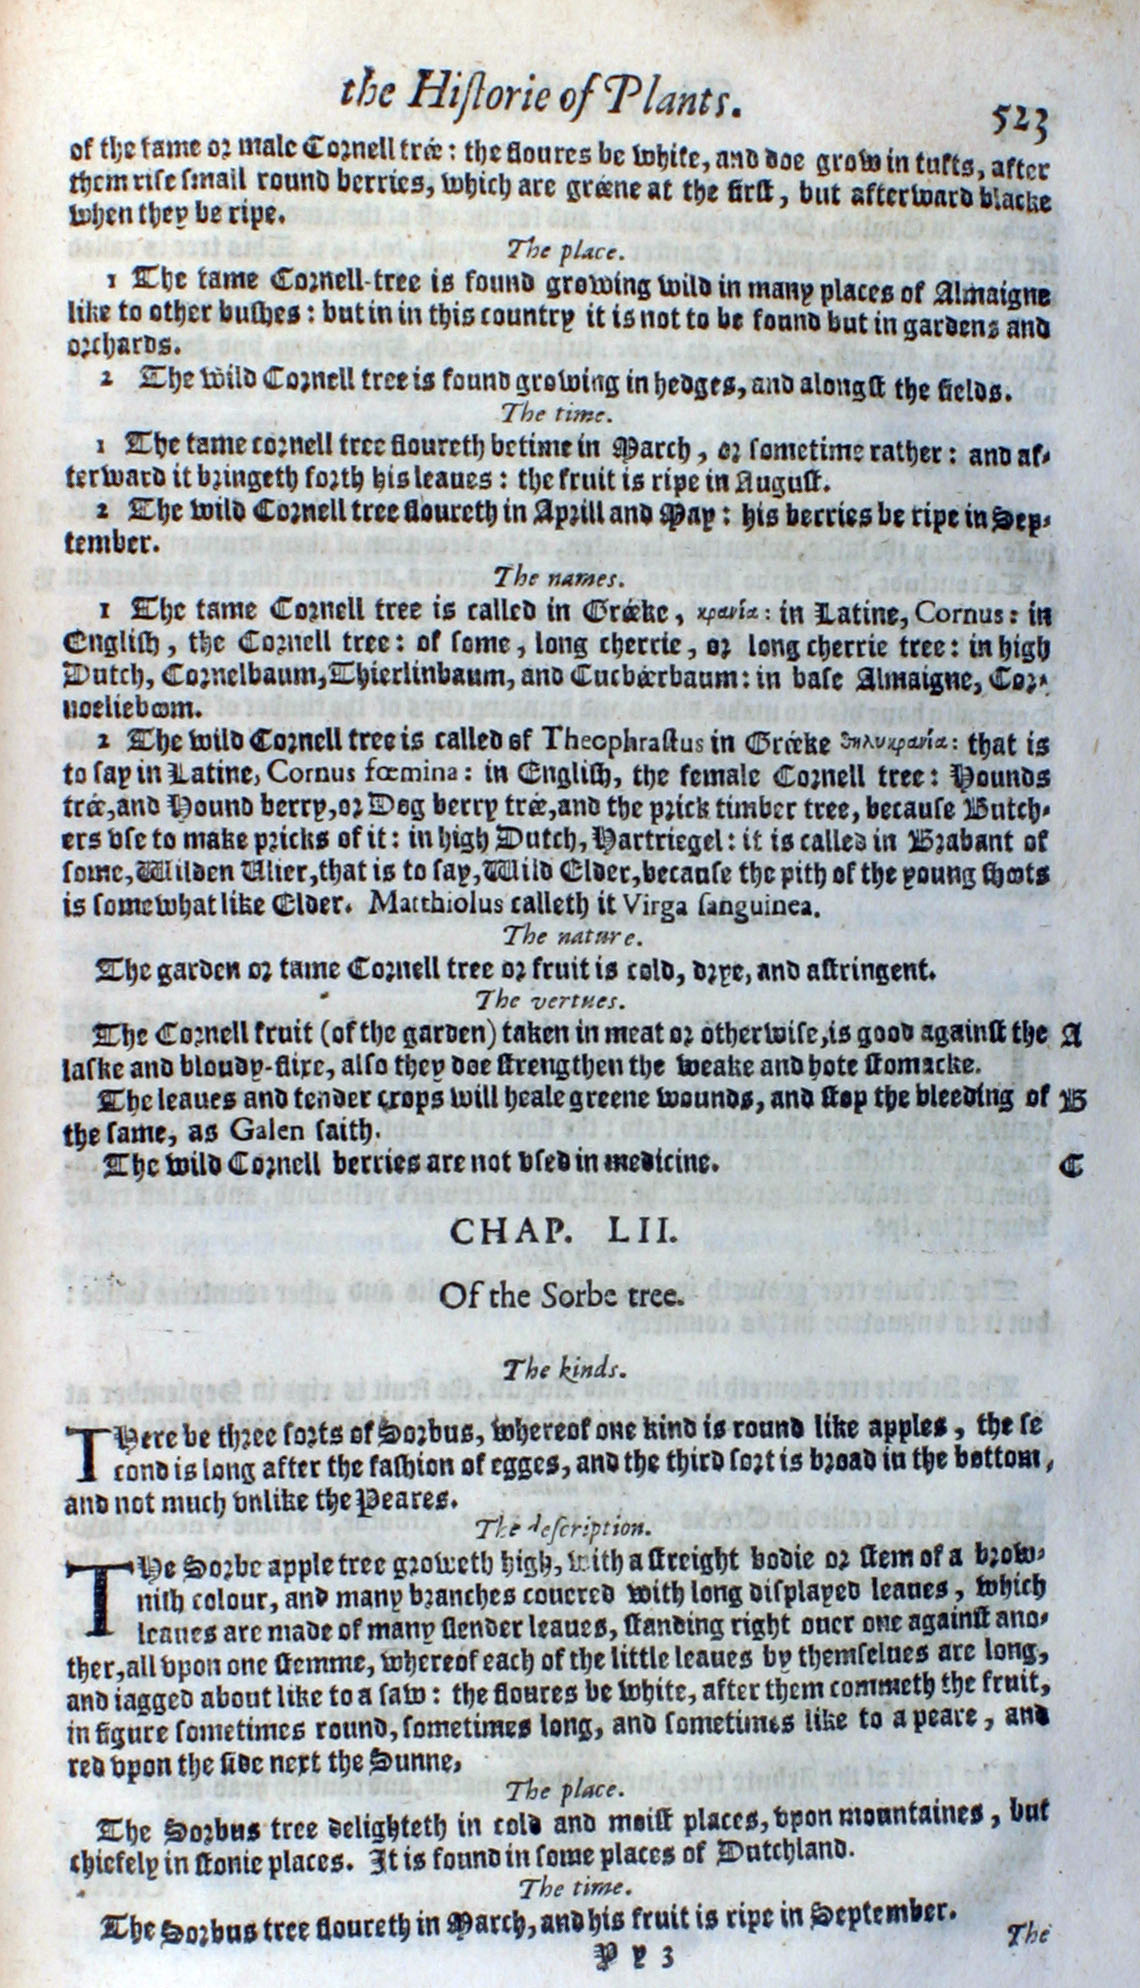 the Historie of Plants.
523
of the tame or male Cornell trée: the floures be white, and doe grow in tufts, after
them rise small round berries, which are gréene at the first, but afterward blacke
when they be ripe.
The place.
1 The tame Cornell-tree is found growing wild in many places of Almaigne
like to other bushes: but in in this country it is not to be found but in gardens and
orchards.
2 The wild Cornell tree is found growing in hedges, and alongst the fields.
The time.
1 The tame cornell tree floureth betime in March, or sometime rather: and af-
terward it bringeth forth his leaues: the fruit is ripe in August.
2 The wild Cornell tree floureth in Aprill and May: his berries be ripe in Sep-
tember.
The names.
1 The tame Cornell tree is called in Gréeke, κρανία: in Latine, Cornus: in
English, the Cornell tree: of some, long cherrie, or long cherrie tree: in high
Dutch, Cornelbaum, Thierlinbaum, and Cucbéerbaum: in base Almaigne, Cor-
noelieboom.
2 The wild Cornell tree is called of Theophrastus in Gréeke θηλυκρανία: that is
to say in Latine, Cornus fœmina: in English, the female Cornell tree: Hounds
trée, and Hound berry, or Dog berry trée, and the prick timber tree, because Butch-
ers vse to make pricks of it: in high Dutch, Hartriegel: it is called in Brabant of
some, Wilden Ulier, that is to say, Wild Elder, because the pith of the young shoots
is somewhat like Elder. Matthiolus calleth it Virga sanguinea.
The nature.
The garden or tame Cornell tree or fruit is cold, drye, and astringent.
The vertues.
The Cornell fruit (of the garden) taken in meat or otherwise, is good against the A
laske and bloudy-flixe, also they doe strengthen the weake and hote stomacke.
The leaues and tender crops will heale greene wounds, and stop the bleeding of B
the same, as Galen saith.
The wild Cornell berries are not vsed in medicine. C
CHAP. LII.
Of the Sorbe tree.
The kinds.
There be three sorts of Sorbus, whereof one kind is round like apples, the se
cond is long after the fashion of egges, and the third sort is broad in the bottom,
and not much vnlike the Peares.
The description.
The Sorbe apple tree groweth high, with a streight bodie or stem of a brow-
nish colour, and many branches couered with long displayed leaues, which
leaues are made of many slender leaues, standing right ouer one against ano-
ther, all vpon one stemme, whereof each of the little leaues by themselues are long,
and iagged about like to a saw: the floures be white, after them commeth the fruit,
in figure sometimes round, sometimes long, and sometimes like to a peare, and
red vpon the side next the Sunne,
The place.
The Sorbus tree delighteth in cold and moist places, vpon mountaines, but
chiefely in stonie places. It is found in some places of Dutchland.
The time.
The Sorbus tree floureth in March, and his fruit is ripe in September.
Yy 3
The